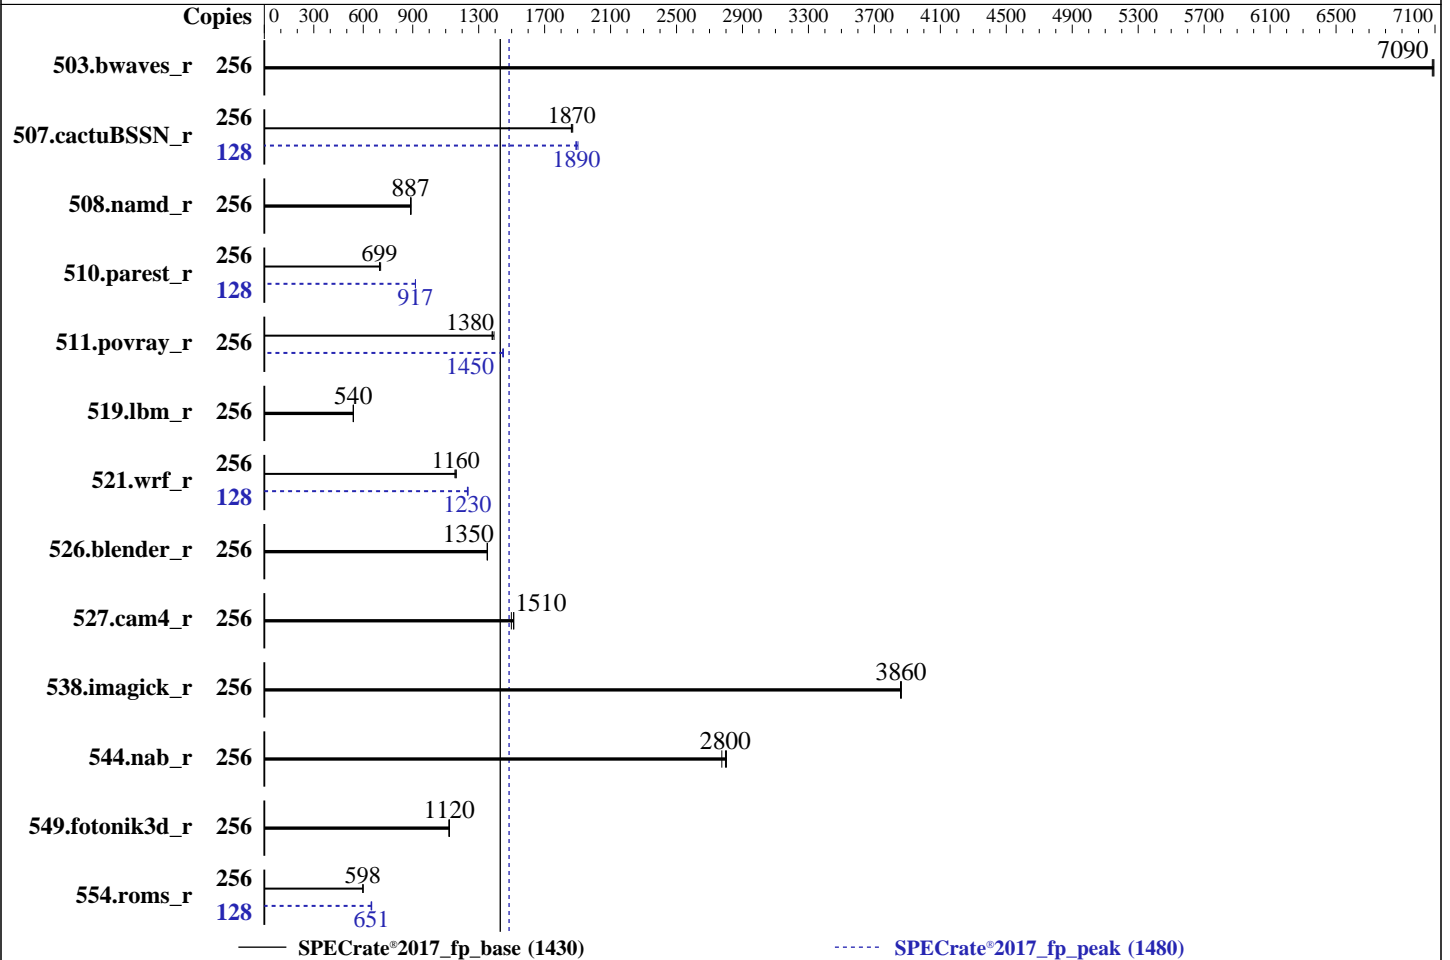 Copies 0 300 600 900 1300 1700 2100 2500 2900 3300 3700 4100 4500 4900 5300 5700 6100 6500 7100
503.bwaves_r 256 7090
507.cactuBSSN_r 256 1870
128 1890
508.namd_r 256 887
510.parest_r 256 699
128 917
511.povray_r 256 1380
1450
519.lbm_r 256 540
521.wrf_r 256 1160
128 1230
526.blender_r 256 1350
527.cam4_r 256 1510
538.imagick_r 256 3860
544.nab_r 256 2800
549.fotonik3d_r 256 1120
554.roms_r 256 598
128 651
SPECrate®2017_fp_base (1430) SPECrate®2017_fp_peak (1480)